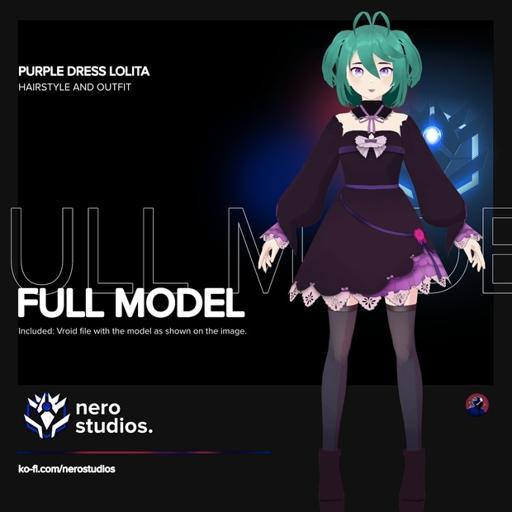 PURPLE DRESS LOLITA
HAIRSTYLE AND OUTFIT
ULL MODE
FULL MODEL
Included: Vroid file with the model as shown on the image.
nero
studios.
ko-fi.com/nerostudios